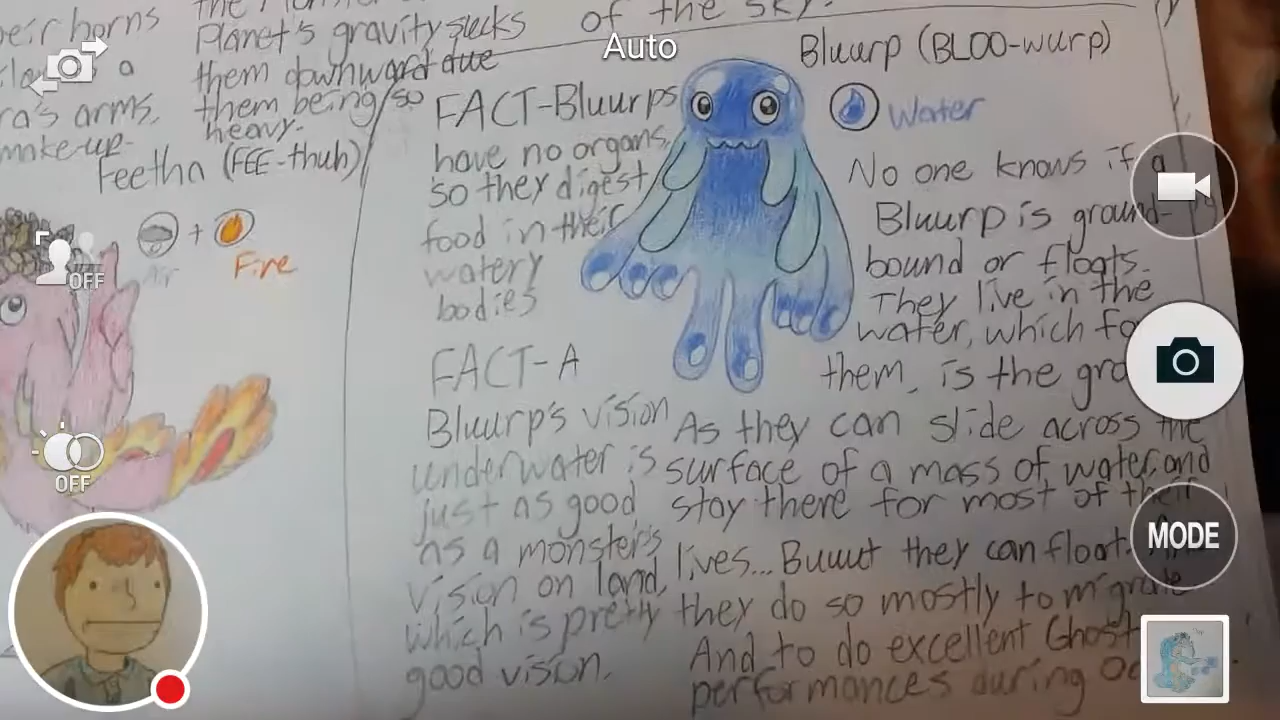 the
of the sky.
their horns
Planet's gravity sucks
a
them downward due
ra's arms,
them being so
make-up.
heavy.
Feetha (FEE-thuh)
Air + Fire
Auto
Bluurp (BLOO-wurp)
Water
FACT-Bluurps
have no organs,
so they digest
food in their
watery
bodies
FACT-A
Bluurp's vision
underwater is
just as good
as a monster's
vision on land,
which is pretty
good vision.
No one knows if a
Bluurp is ground-
bound or floats.
They live in the
water, which for
them, is the
As they can slide across the
surface of a mass of water, and
stay there for most of their
lives... Buuut they can float.
they do so mostly to migrate
And to do excellent Ghost
performances during
OFF
OFF
MODE